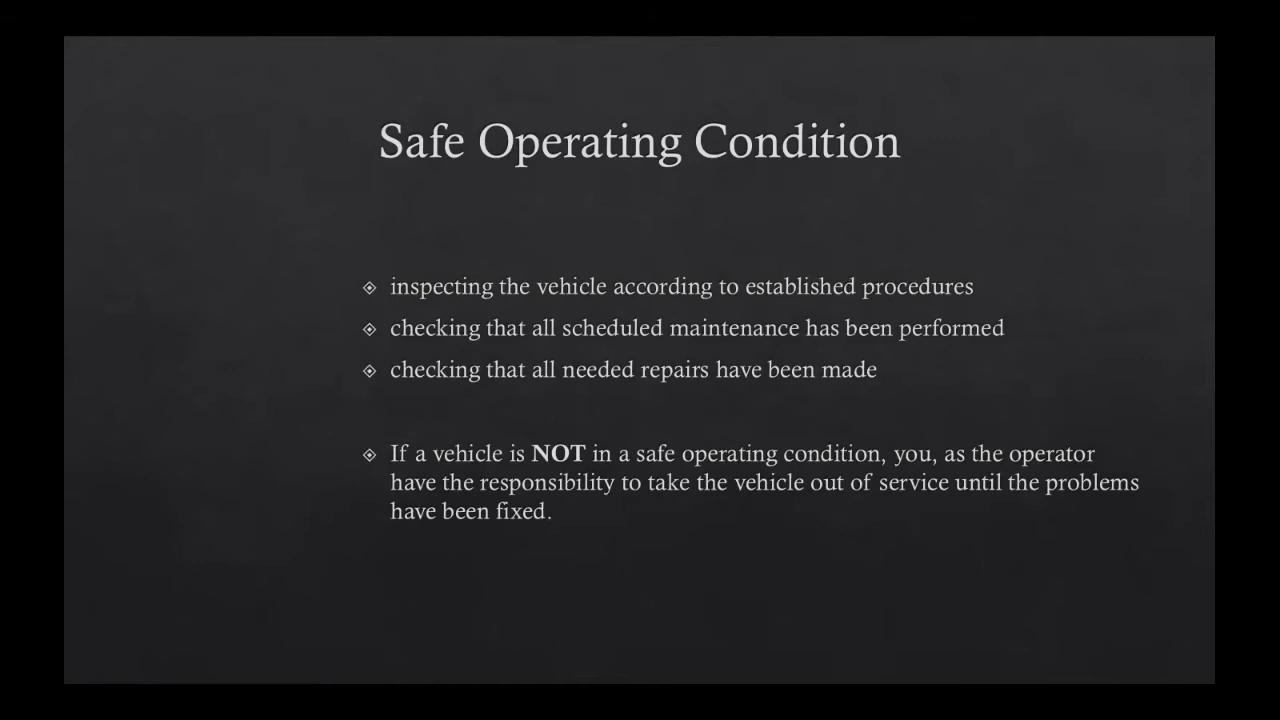 Safe Operating Condition
inspecting the vehicle according to established procedures
checking that all scheduled maintenance has been performed
checking that all needed repairs have been made
If a vehicle is NOT in a safe operating condition, you, as the operator
have the responsibility to take the vehicle out of service until the problems
have been fixed.